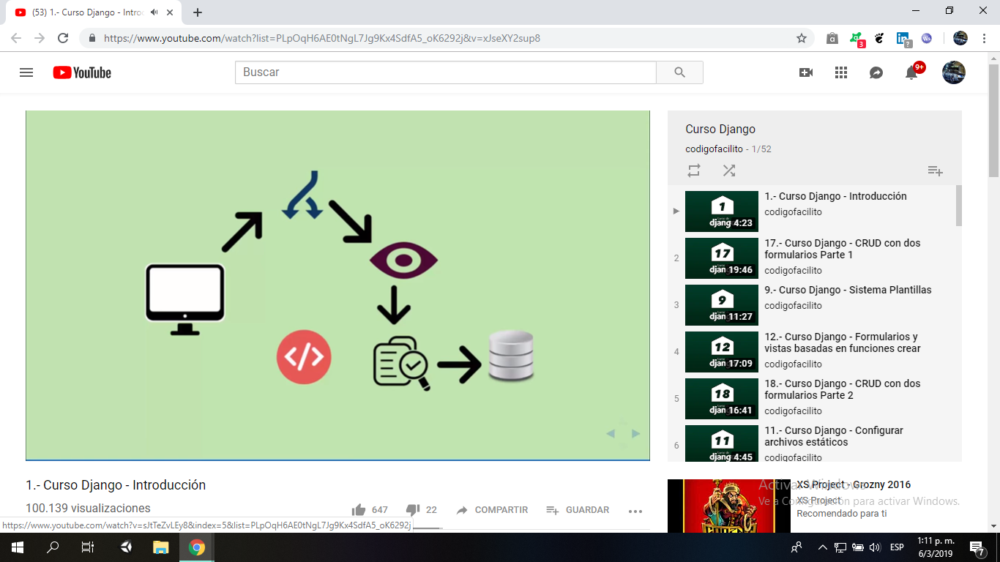 (53) 1.- Curso Django - Intro
https://www.youtube.com/watch?list=PLpOqH6AE0tNgL7Jg9Kx4SdfA5_oK6292j&v=xJseXY2sup8
3
?
Ws
YouTube
Buscar
9+
Curso Django
codigofacilito - 1/52
1
djang 4:23
1.- Curso Django - Introducción
codigofacilito
2
17
djan 19:46
17.- Curso Django - CRUD con dos
formularios Parte 1
codigofacilito
3
9
djan 11:27
9.- Curso Django - Sistema Plantillas
codigofacilito
4
12
djan 17:09
12.- Curso Django - Formularios y
vistas basadas en funciones crear
codigofacilito
5
18
djan 16:41
18.- Curso Django - CRUD con dos
formularios Parte 2
codigofacilito
6
11
djang 4:45
11.- Curso Django - Configurar
archivos estáticos
codigofacilito
1.- Curso Django - Introducción
100.139 visualizaciones
647
22
COMPARTIR
GUARDAR
XS Project - Grozny 2016
XS Project
Recomendado para ti
Activar Windows
Ve a Configuración para activar Windows.
https://www.youtube.com/watch?v=sJtTeZvLEy8&index=5&list=PLpOqH6AE0tNgL7Jg9Kx4SdfA5_oK6292j
ESP
1:11 p. m.
6/3/2019
7